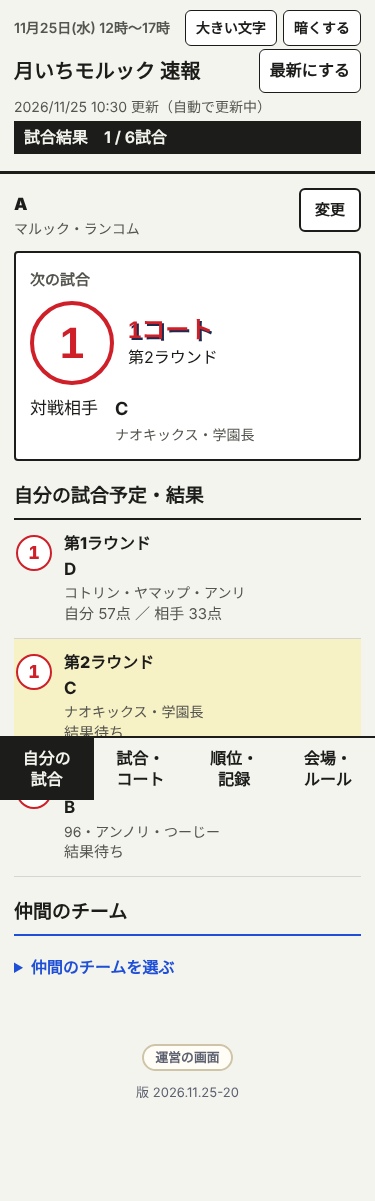 11月25日(水) 12時〜17時
大きい文字
暗くする
月いちモルック 速報
最新にする
2026/11/25 10:30 更新（自動で更新中）
試合結果 1 / 6試合
A
マルック・ランコム
変更
次の試合
1
1コート
第2ラウンド
対戦相手 C
ナオキックス・学園長
自分の試合予定・結果
1
第1ラウンド
D
コトリン・ヤマップ・アンリ
自分 57点 ／ 相手 33点
1
第2ラウンド
C
ナオキックス・学園長
結果待ち
自分の
試合
試合・
コート
順位・
記録
会場・
ルール
B
96・アンノリ・つーじー
結果待ち
仲間のチーム
▶ 仲間のチームを選ぶ
運営の画面
版 2026.11.25-20